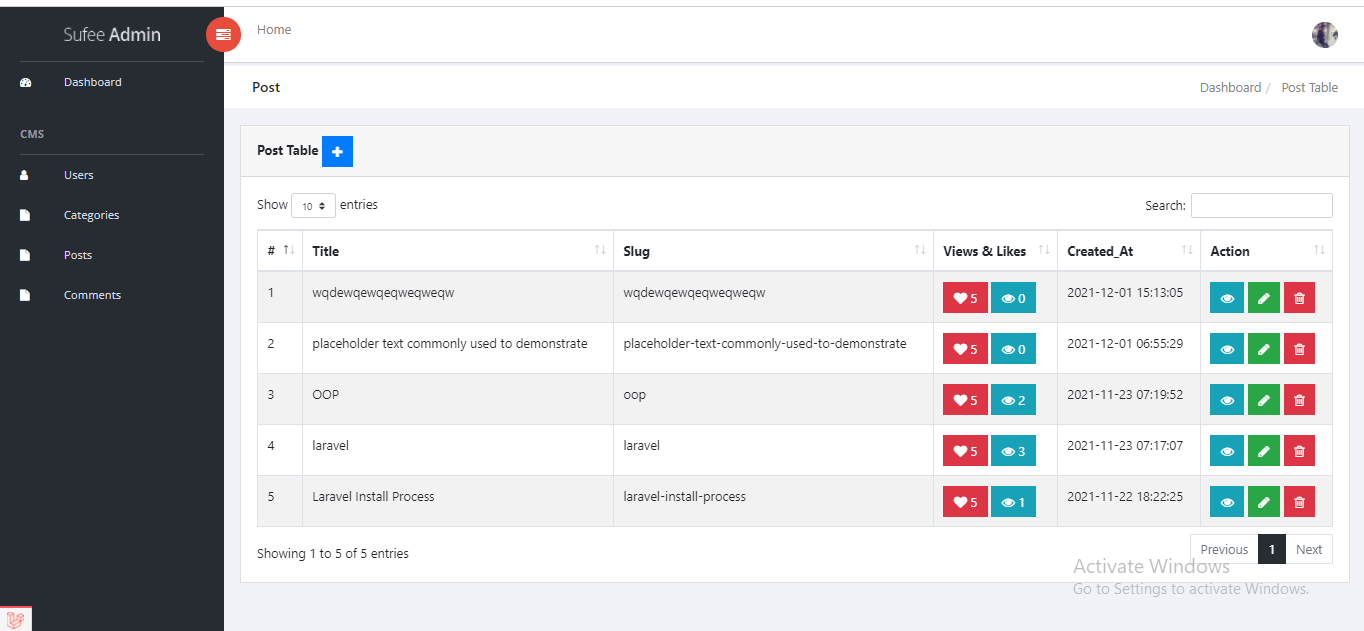 Sufee Admin
Home
Dashboard
CMS
Users
Categories
Posts
Comments
Post
Dashboard / Post Table
Post Table
Show 10 entries
Search:
# Title Slug Views & Likes Created_At Action
1 wqdewqewqeqweqweqw wqdewqewqeqweqweqw 5 0 2021-12-01 15:13:05
2 placeholder text commonly used to demonstrate placeholder-text-commonly-used-to-demonstrate 5 0 2021-12-01 06:55:29
3 OOP oop 5 2 2021-11-23 07:19:52
4 laravel laravel 5 3 2021-11-23 07:17:07
5 Laravel Install Process laravel-install-process 5 1 2021-11-22 18:22:25
Showing 1 to 5 of 5 entries
Previous 1 Next
Activate Windows
Go to Settings to activate Windows.